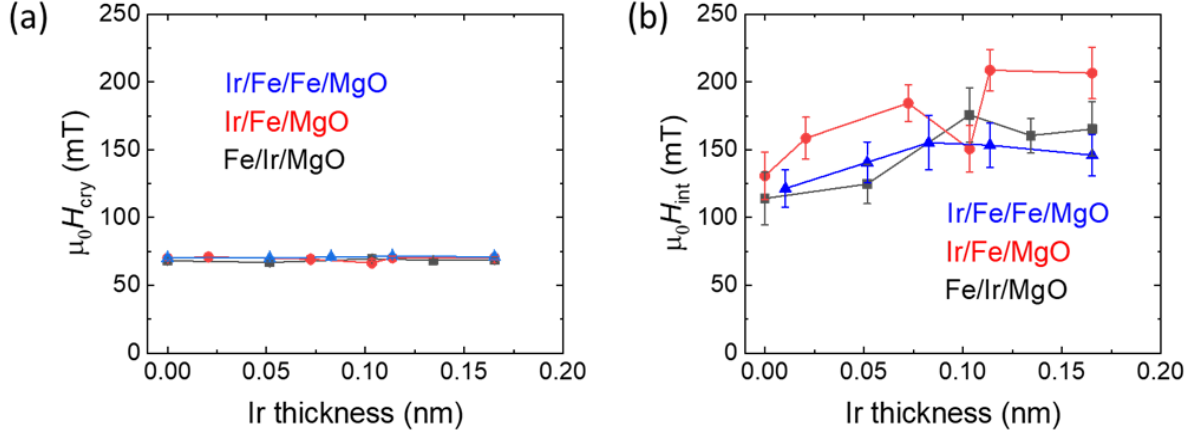 (a)
250
200
150
100
50
0
μ₀H_cry (mT)
Ir/Fe/Fe/MgO
Ir/Fe/MgO
Fe/Ir/MgO
0.00 0.05 0.10 0.15 0.20
Ir thickness (nm)
(b)
250
200
150
100
50
0
μ₀H_int (mT)
Ir/Fe/Fe/MgO
Ir/Fe/MgO
Fe/Ir/MgO
0.00 0.05 0.10 0.15 0.20
Ir thickness (nm)